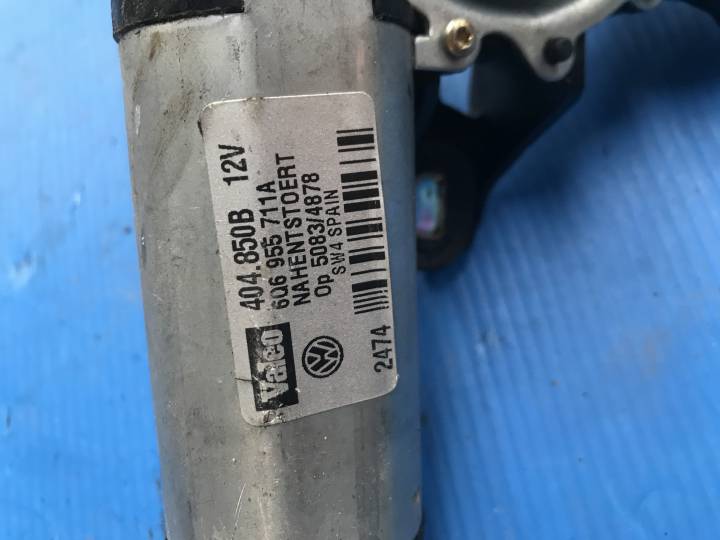 Valeo
404.850B 12V
6Q6 955 711A
NAHENTSTOERT
Op 5083/4878
SW4 SPAIN
2474